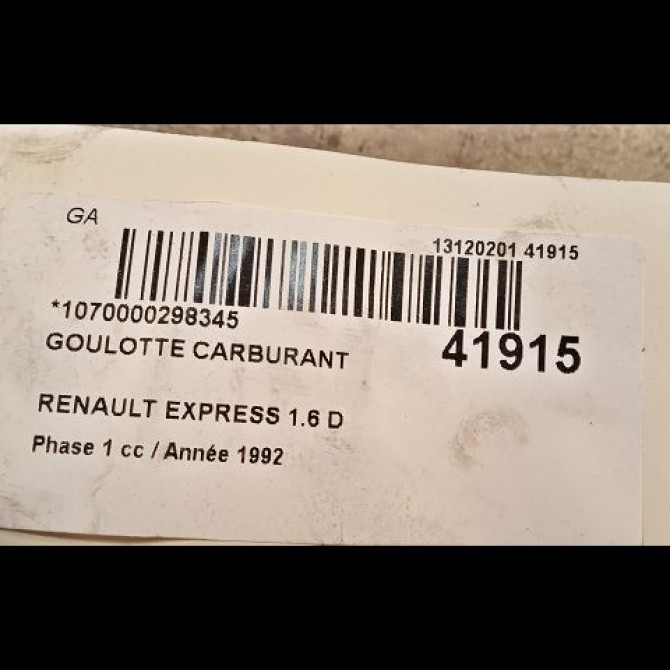 GA
13120201 41915
*1070000298345
41915
GOULOTTE CARBURANT
RENAULT EXPRESS 1.6 D
Phase 1 cc / Année 1992